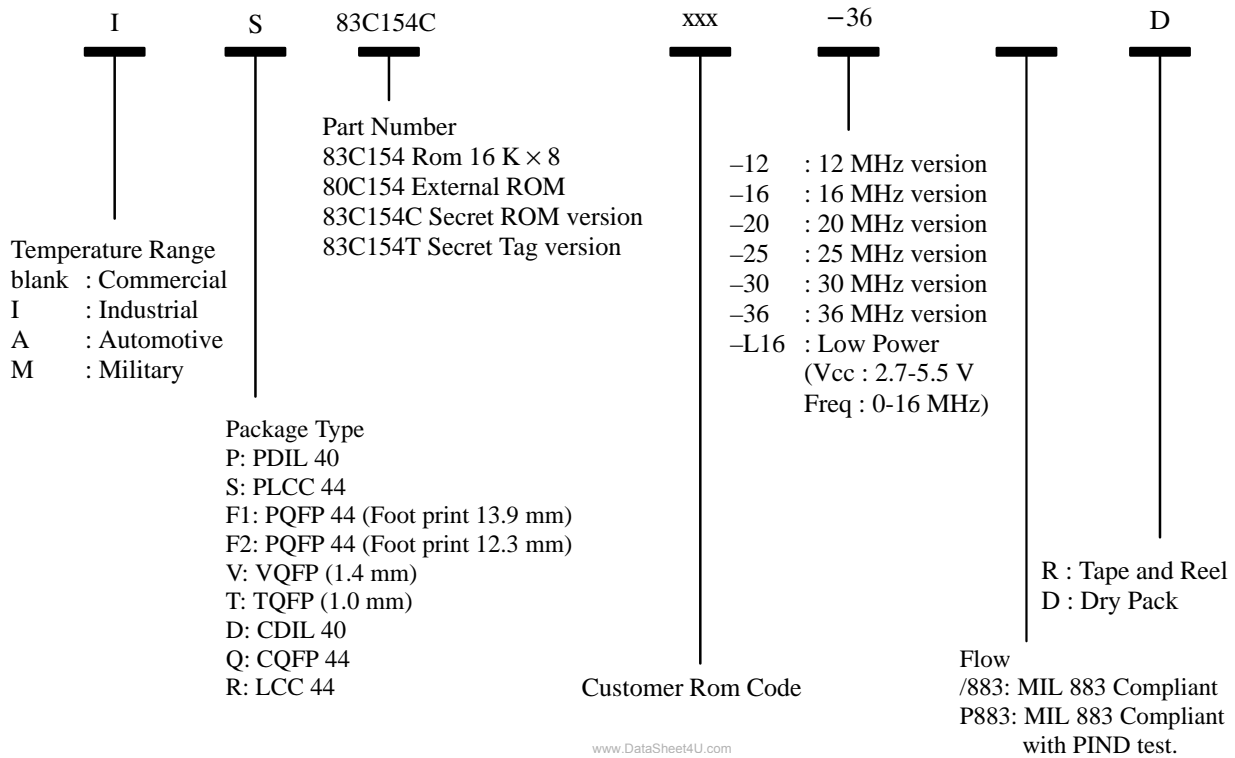 I S 83C154C xxx −36 D
Part Number
83C154 Rom 16 K × 8
80C154 External ROM
83C154C Secret ROM version
83C154T Secret Tag version
–12 : 12 MHz version
–16 : 16 MHz version
–20 : 20 MHz version
–25 : 25 MHz version
–30 : 30 MHz version
–36 : 36 MHz version
–L16 : Low Power
(Vcc : 2.7-5.5 V
Freq : 0-16 MHz)
Temperature Range
blank : Commercial
I : Industrial
A : Automotive
M : Military
Package Type
P: PDIL 40
S: PLCC 44
F1: PQFP 44 (Foot print 13.9 mm)
F2: PQFP 44 (Foot print 12.3 mm)
V: VQFP (1.4 mm)
T: TQFP (1.0 mm)
D: CDIL 40
Q: CQFP 44
R: LCC 44
Customer Rom Code
R : Tape and Reel
D : Dry Pack
Flow
/883: MIL 883 Compliant
P883: MIL 883 Compliant
with PIND test.
www.DataSheet4U.com